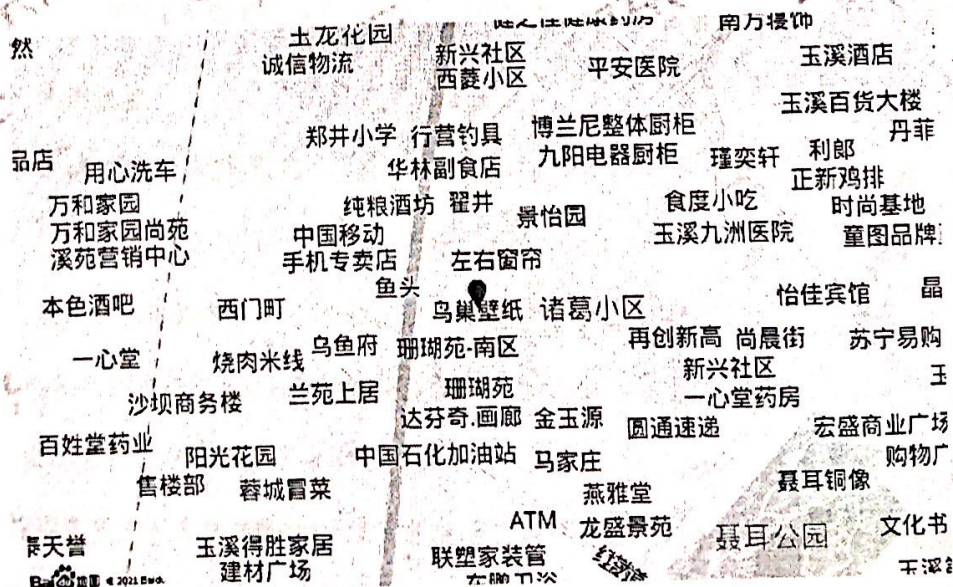 玉龙花园
南方寝饰
然
诚信物流
新兴社区
西菱小区
平安医院
玉溪酒店
玉溪百货大楼
郑井小学
行营钓具
博兰尼整体厨柜
丹菲
品店
用心洗车
华林副食店
九阳电器厨柜
瑾奕轩
利郎
正新鸡排
万和家园
纯粮酒坊
翟井
景怡园
食度小吃
时尚基地
万和家园尚苑
中国移动
玉溪九洲医院
童图品牌
溪苑营销中心
手机专卖店
左右窗帘
鱼头
怡佳宾馆
晶
本色酒吧
西门町
鸟巢壁纸
诸葛小区
再创新高
尚晨街
苏宁易购
一心堂
烧肉米线
乌鱼府
珊瑚苑-南区
新兴社区
玉
沙坝商务楼
兰苑上居
珊瑚苑
一心堂药房
达芬奇.画廊
金玉源
圆通速递
宏盛商业广场
百姓堂药业
阳光花园
中国石化加油站
马家庄
购物广
售楼部
蓉城冒菜
聂耳铜像
燕雅堂
ATM
龙盛景苑
聂耳公园
文化书
天誉
玉溪得胜家居
建材广场
联塑家装管
东鹏卫浴
Bai 地图 © 2021 Baidu